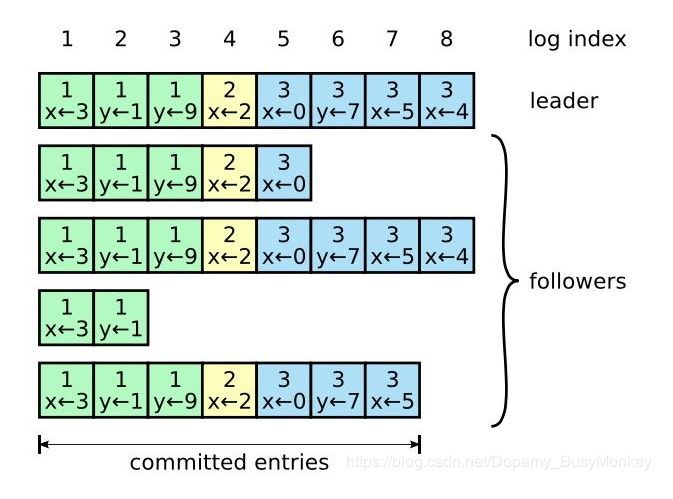 1 2 3 4 5 6 7 8 log index
1 1 1 2 3 3 3 3
x←3 y←1 y←9 x←2 x←0 y←7 x←5 x←4
leader
1 1 1 2 3
x←3 y←1 y←9 x←2 x←0
1 1 1 2 3 3 3 3
x←3 y←1 y←9 x←2 x←0 y←7 x←5 x←4
followers
1 1
x←3 y←1
1 1 1 2 3 3 3
x←3 y←1 y←9 x←2 x←0 y←7 x←5
committed entries
https://blog.csdn.net/Dopamy_BusyMonkey